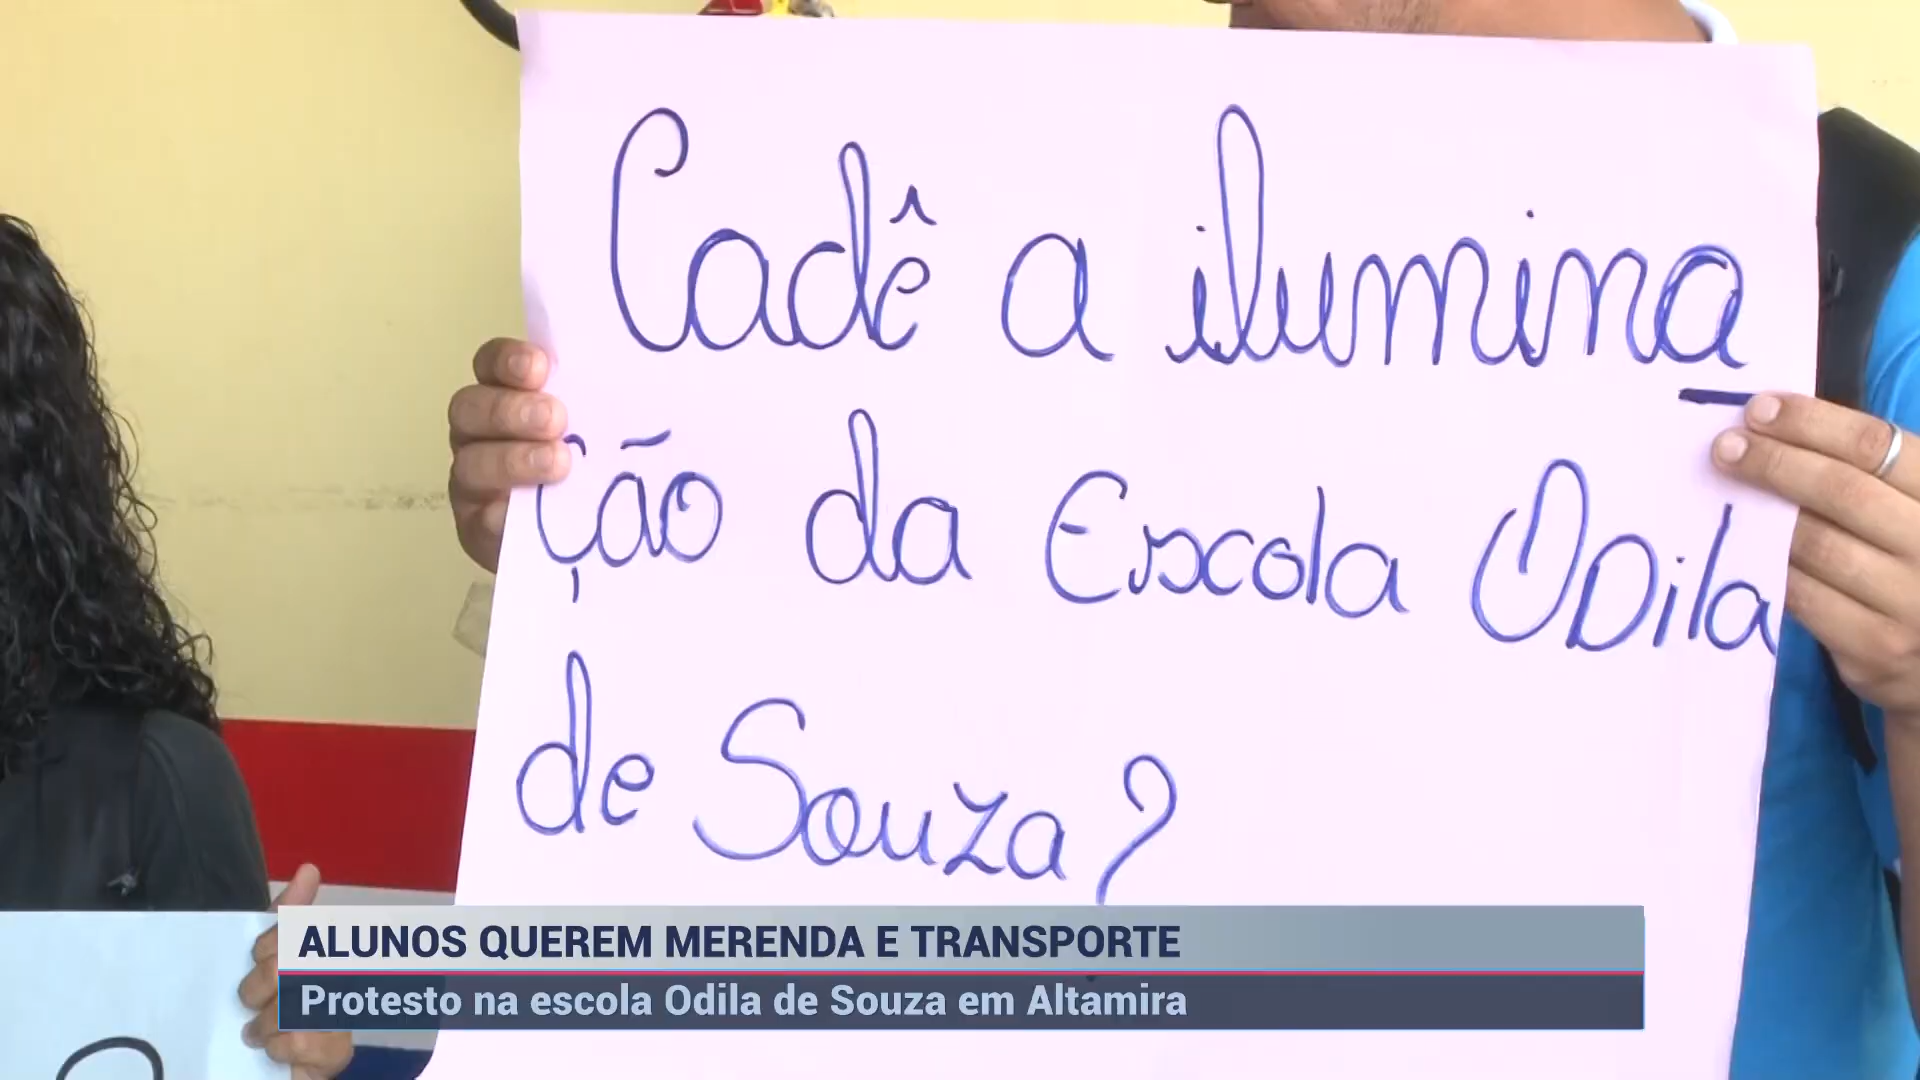 Cadê a ilumina
ção da Escola Odila
de Souza?
ALUNOS QUEREM MERENDA E TRANSPORTE
Protesto na escola Odila de Souza em Altamira